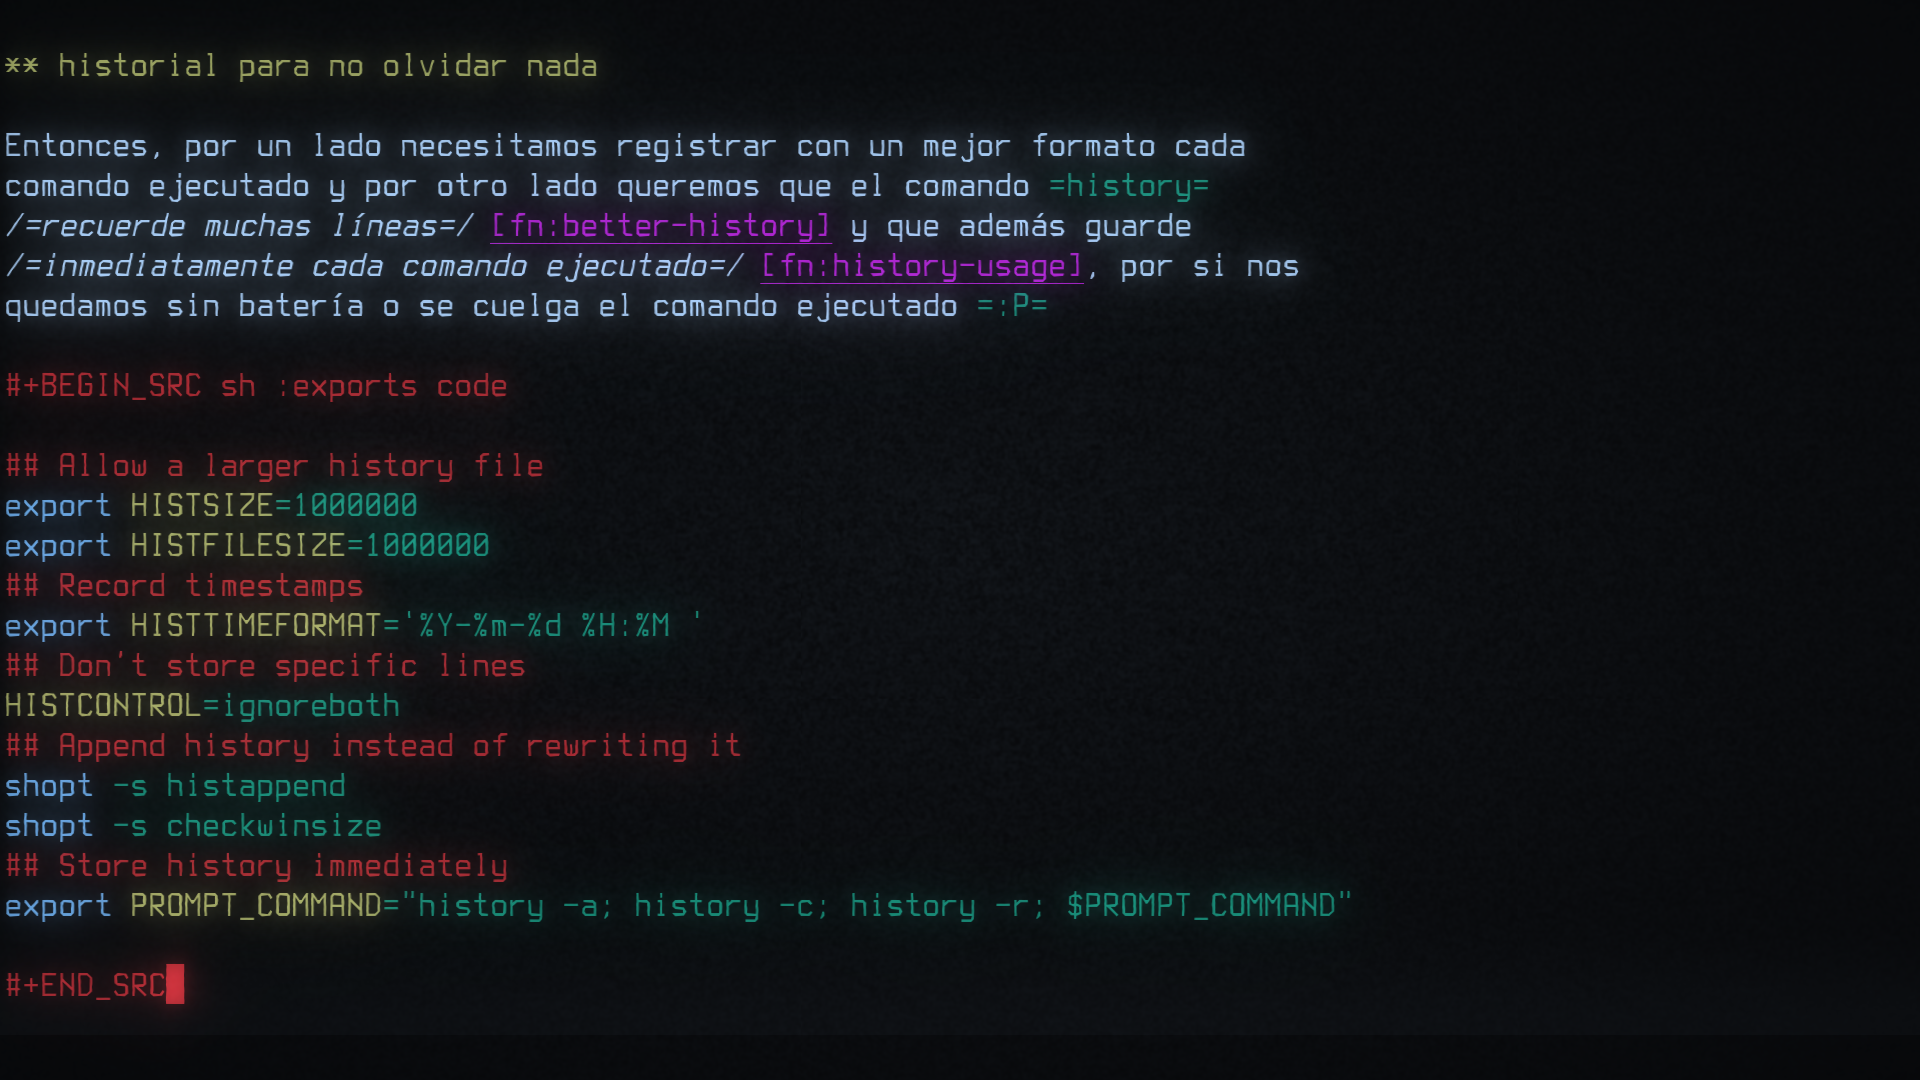 ** historial para no olvidar nada
Entonces, por un lado necesitamos registrar con un mejor formato cada
comando ejecutado y por otro lado queremos que el comando =history=
/=recuerde muchas líneas=/ [fn:better-history] y que además guarde
/=inmediatamente cada comando ejecutado=/ [fn:history-usage], por si nos
quedamos sin batería o se cuelga el comando ejecutado =:P=
#+BEGIN_SRC sh :exports code
## Allow a larger history file
export HISTSIZE=1000000
export HISTFILESIZE=1000000
## Record timestamps
export HISTTIMEFORMAT='%Y-%m-%d %H:%M '
## Don't store specific lines
HISTCONTROL=ignoreboth
## Append history instead of rewriting it
shopt -s histappend
shopt -s checkwinsize
## Store history immediately
export PROMPT_COMMAND="history -a; history -c; history -r; $PROMPT_COMMAND"
#+END_SRC